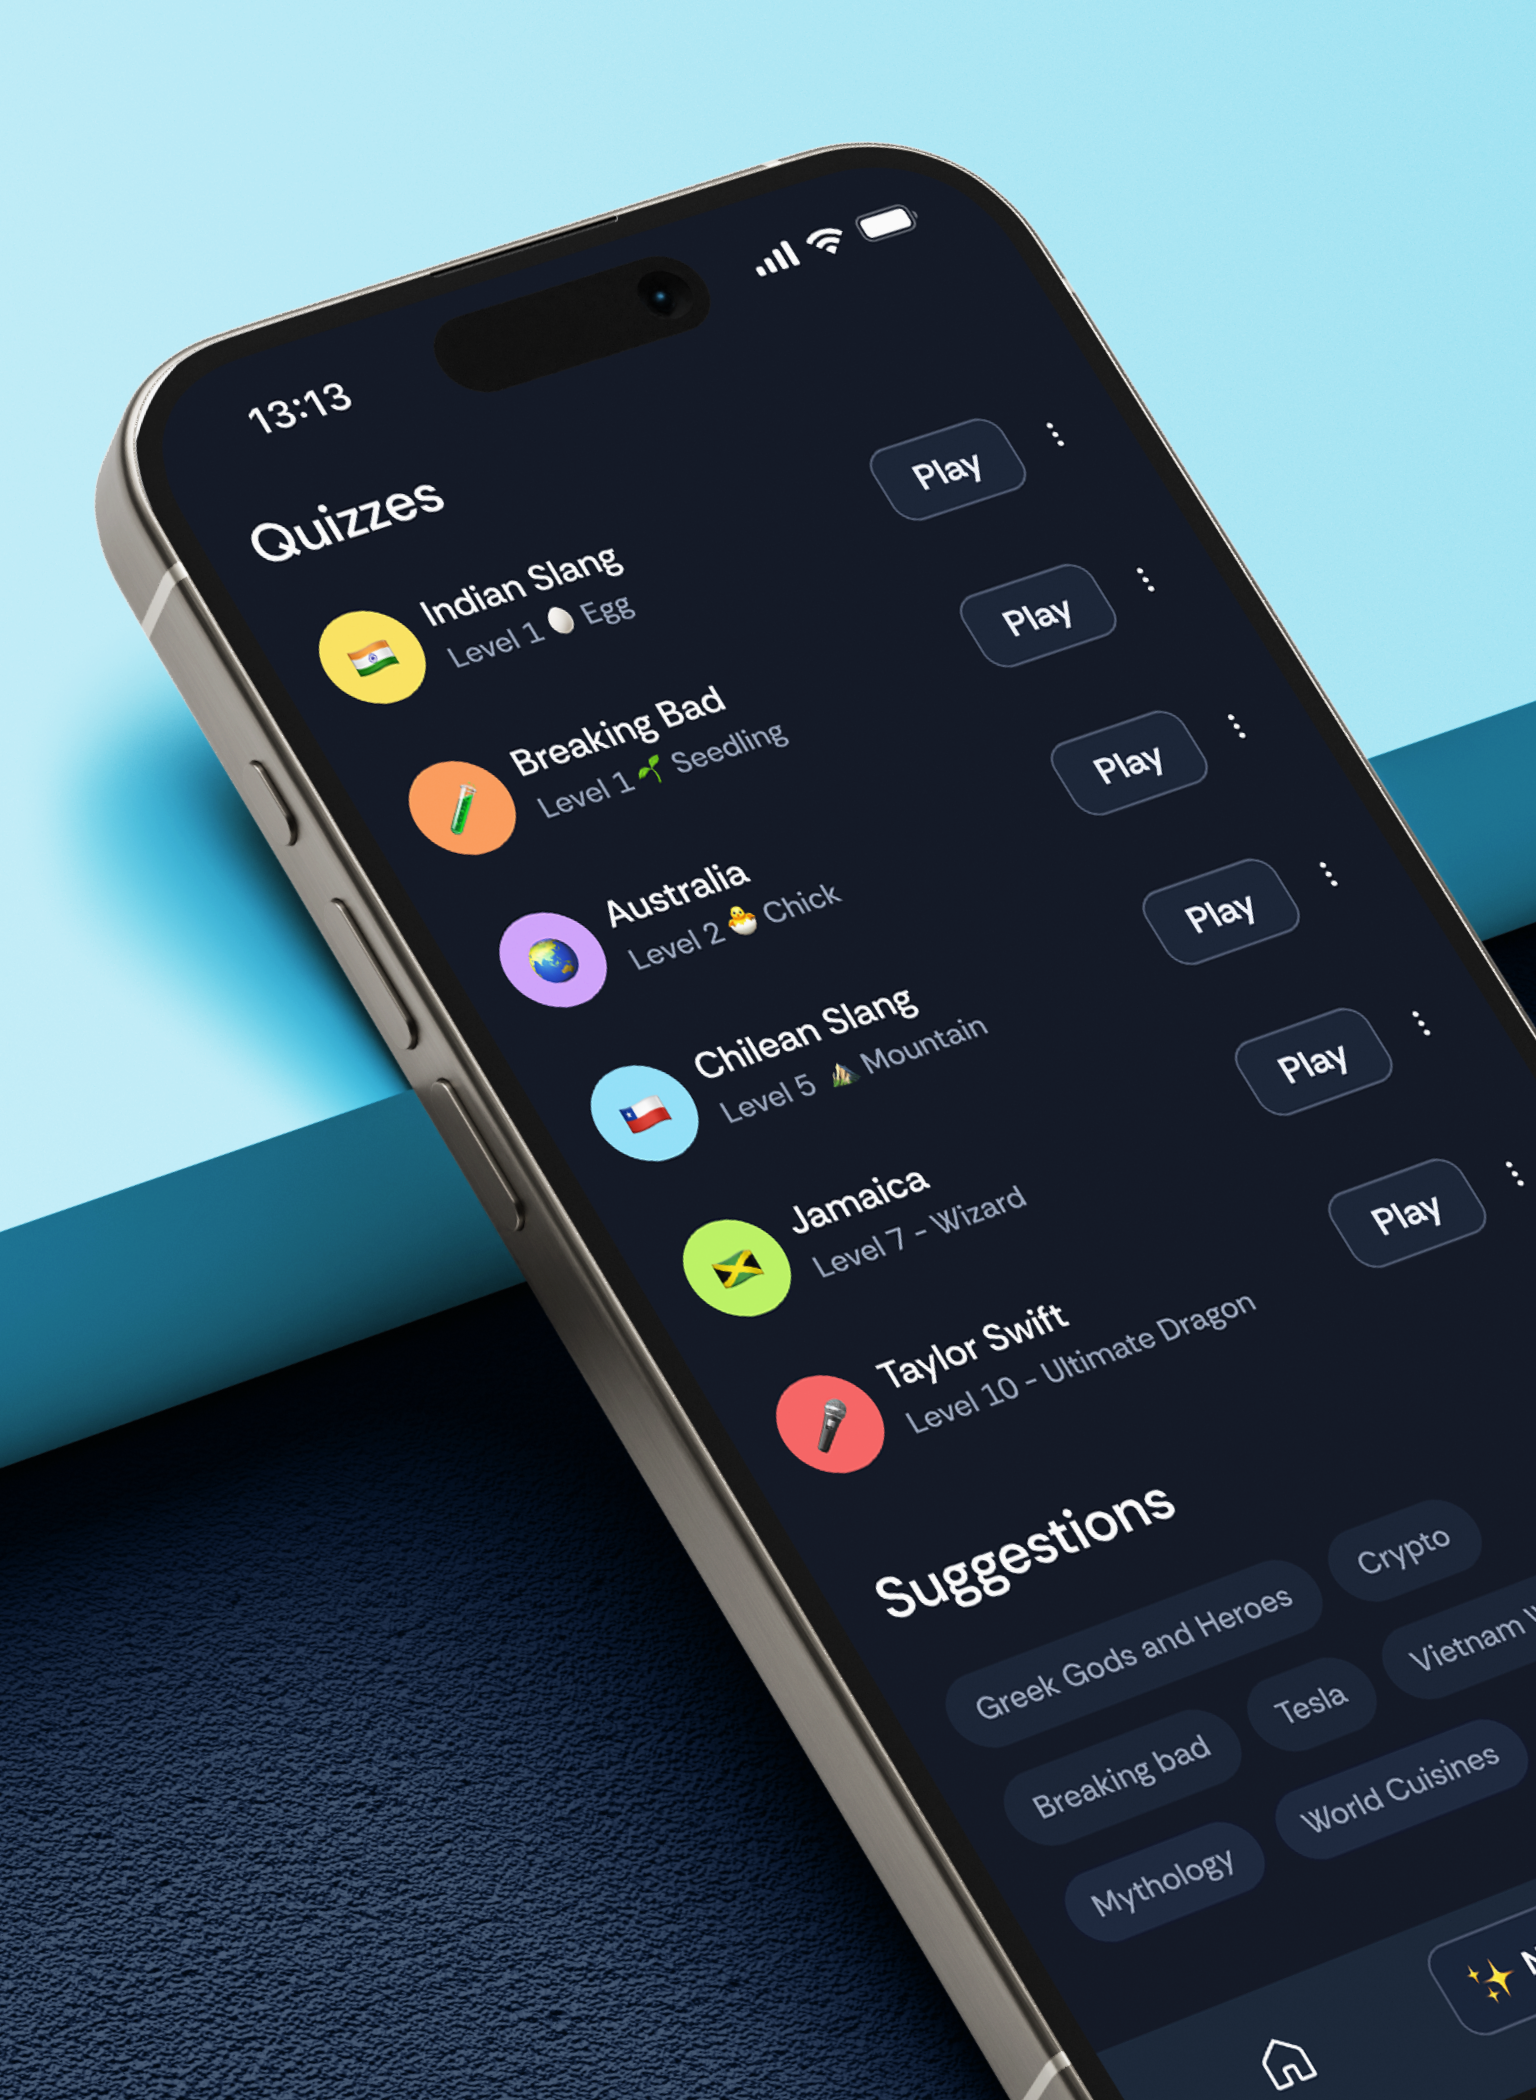 13:13
Quizzes
Indian Slang
Level 1 🥚 Egg
Play
Breaking Bad
Level 1 🌱 Seedling
Play
Australia
Level 2 🐣 Chick
Play
Chilean Slang
Level 5 ⛰️ Mountain
Play
Jamaica
Level 7 - Wizard
Play
Taylor Swift
Level 10 - Ultimate Dragon
Play
Suggestions
Greek Gods and Heroes
Crypto
Breaking bad
Tesla
Vietnam
Mythology
World Cuisines